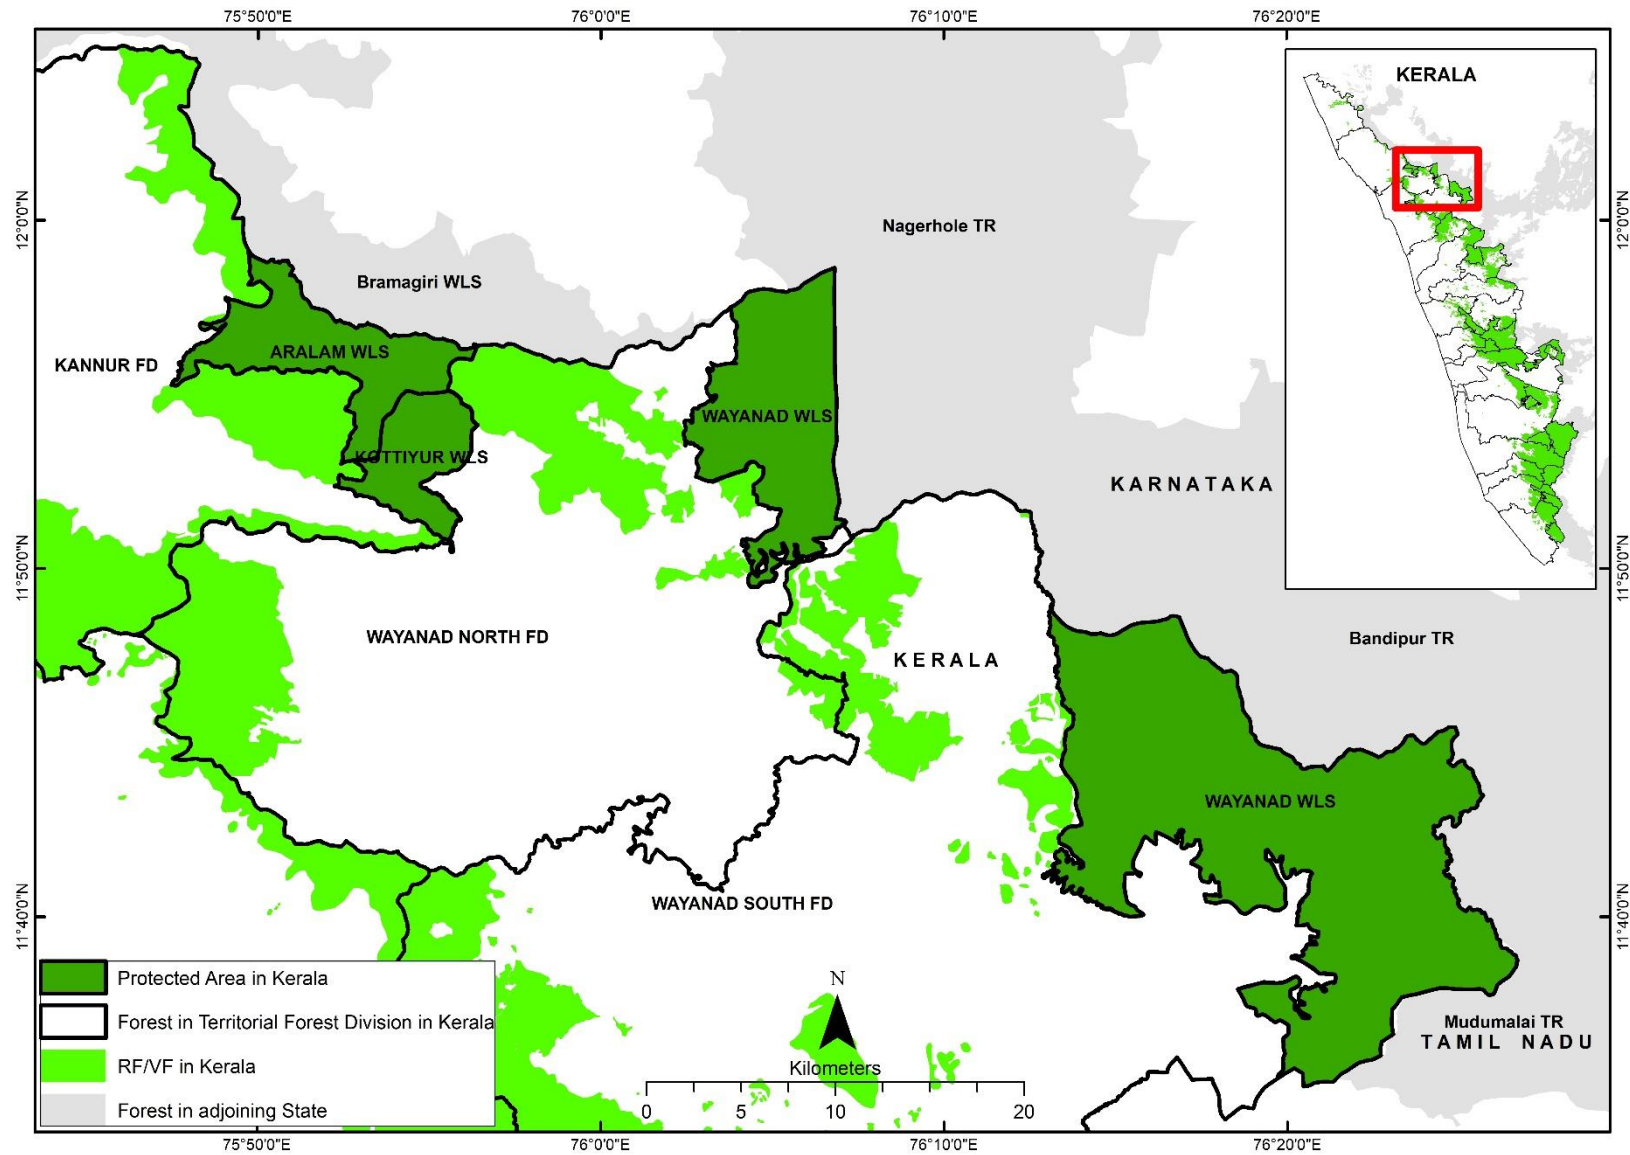 75°50'0"E 76°0'0"E 76°10'0"E 76°20'0"E
KERALA
12°0'0"N 12°0'0"N
Nagerhole TR
Bramagiri WLS
ARALAM WLS
KANNUR FD
WAYANAD WLS
KOTTIYUR WLS
KARNATAKA
11°50'0"N 11°50'0"N
WAYANAD NORTH FD
Bandipur TR
KERALA
WAYANAD WLS
WAYANAD SOUTH FD
11°40'0"N 11°40'0"N
Protected Area in Kerala
Forest in Territorial Forest Division in Kerala
RF/VF in Kerala
Forest in adjoining State
N
Kilometers
0 5 10 20
Mudumalai TR
TAMIL NADU
75°50'0"E 76°0'0"E 76°10'0"E 76°20'0"E